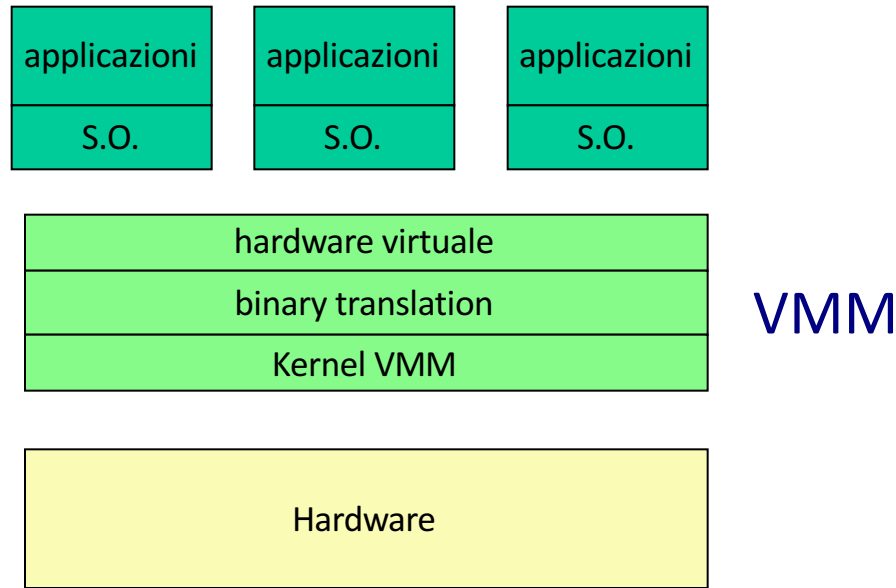 applicazioni
applicazioni
applicazioni
S.O.
S.O.
S.O.
hardware virtuale
binary translation
VMM
Kernel VMM
Hardware